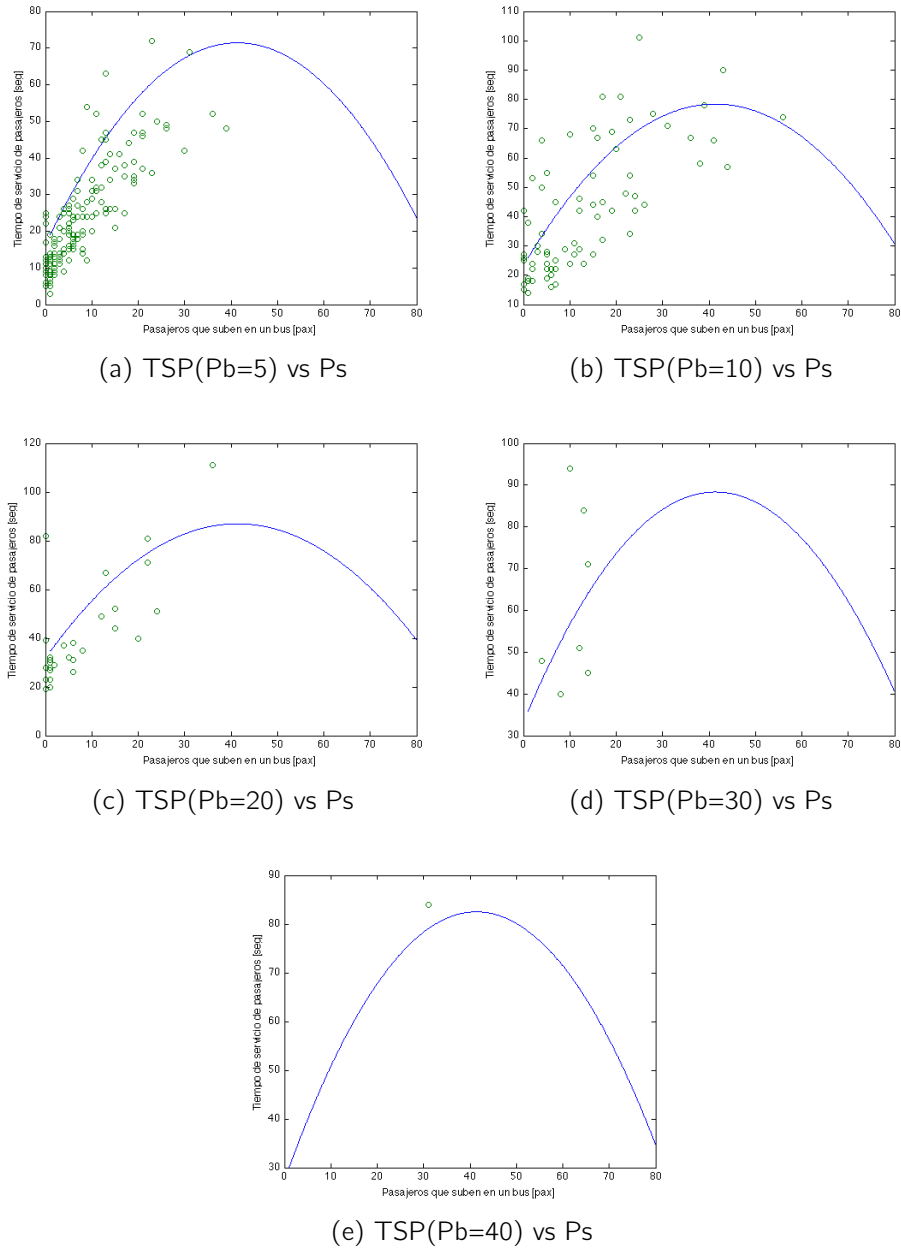 80
70
60
50
40
30
20
10
0
0 10 20 30 40 50 60 70 80
Tiempo de servicio de pasajeros [seg]
Pasajeros que suben en un bus [pax]
(a) TSP(Pb=5) vs Ps
110
100
90
80
70
60
50
40
30
20
10
0 10 20 30 40 50 60 70 80
Tiempo de servicio de pasajeros [seg]
Pasajeros que suben en un bus [pax]
(b) TSP(Pb=10) vs Ps
120
100
80
60
40
20
0
0 10 20 30 40 50 60 70 80
Tiempo de servicio de pasajeros [seg]
Pasajeros que suben en un bus [pax]
(c) TSP(Pb=20) vs Ps
100
90
80
70
60
50
40
30
0 10 20 30 40 50 60 70 80
Tiempo de servicio de pasajeros [seg]
Pasajeros que suben en un bus [pax]
(d) TSP(Pb=30) vs Ps
90
80
70
60
50
40
30
0 10 20 30 40 50 60 70 80
Tiempo de servicio de pasajeros [seg]
Pasajeros que suben en un bus [pax]
(e) TSP(Pb=40) vs Ps